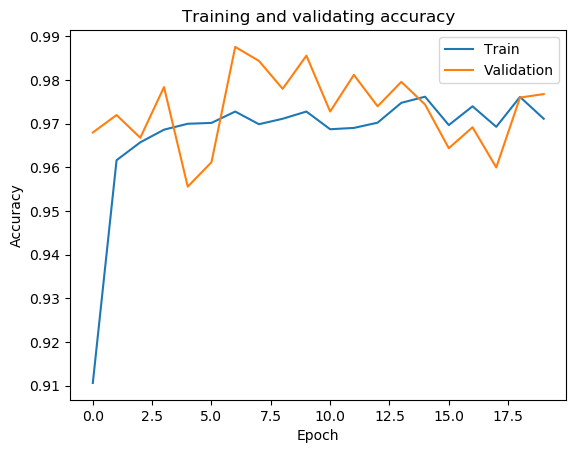 Training and validating accuracy
Train
Validation
0.99
0.98
0.97
0.96
0.95
0.94
0.93
0.92
0.91
Accuracy
0.0 2.5 5.0 7.5 10.0 12.5 15.0 17.5
Epoch